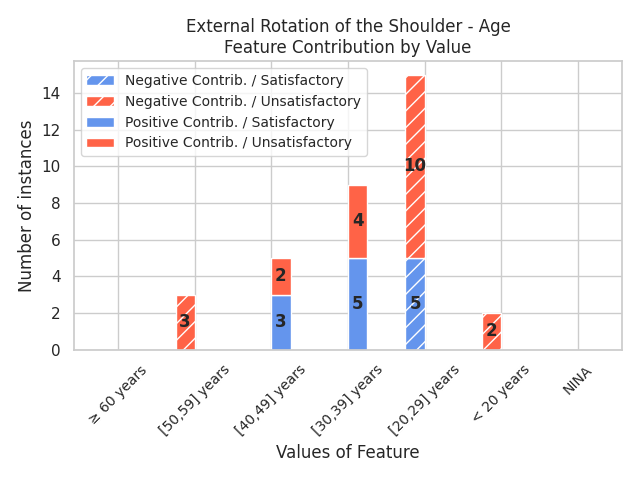 External Rotation of the Shoulder - Age
Feature Contribution by Value
Negative Contrib. / Satisfactory
Negative Contrib. / Unsatisfactory
Positive Contrib. / Satisfactory
Positive Contrib. / Unsatisfactory
Number of instances
14
12
10
8
6
4
2
0
3
2
3
4
5
10
5
2
≥ 60 years
[50,59] years
[40,49] years
[30,39] years
[20,29] years
< 20 years
NINA
Values of Feature